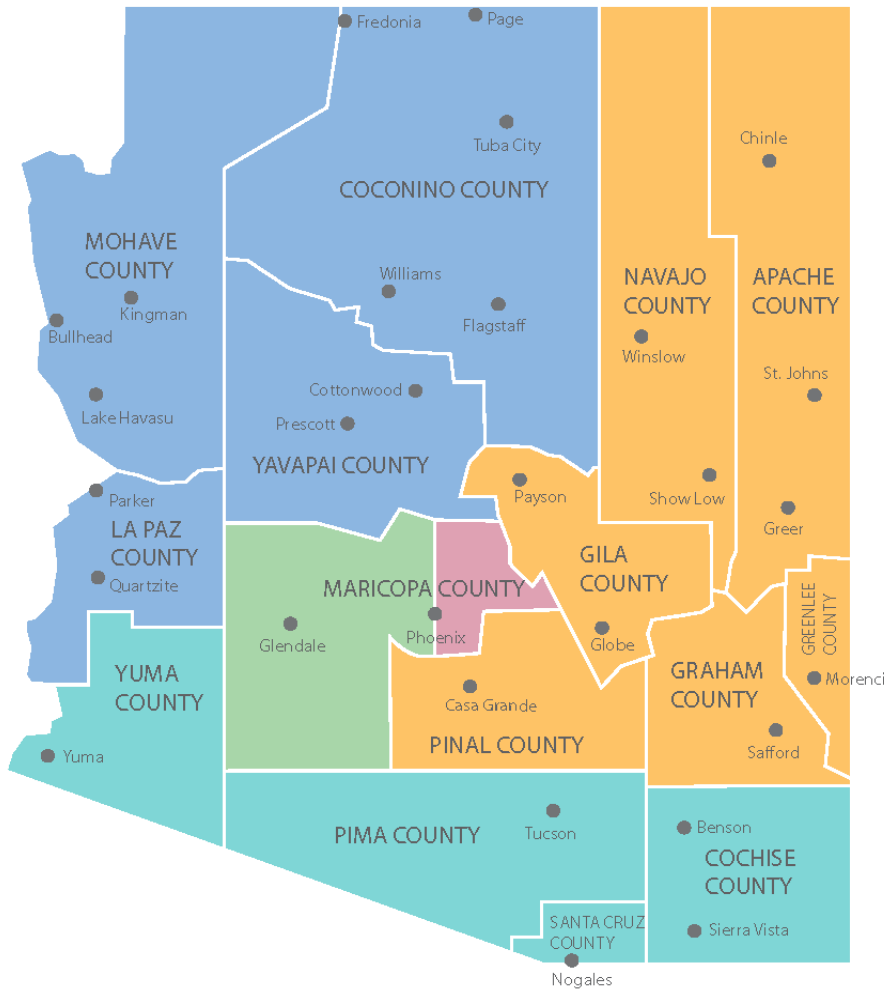 Fredonia
Page
Tuba City
Chinle
COCONINO COUNTY
MOHAVE
COUNTY
NAVAJO
COUNTY
APACHE
COUNTY
Williams
Kingman
Bullhead
Flagstaff
Winslow
St. Johns
Cottonwood
Lake Havasu
Prescott
YAVAPAI COUNTY
Parker
Payson
Show Low
Greer
LA PAZ
COUNTY
Quartzite
GILA
COUNTY
MARICOPA COUNTY
GREENLEE
COUNTY
Glendale
Phoenix
Globe
YUMA
COUNTY
GRAHAM
COUNTY
Morenci
Casa Grande
PINAL COUNTY
Safford
Yuma
PIMA COUNTY
Tucson
Benson
COCHISE
COUNTY
SANTA CRUZ
COUNTY
Sierra Vista
Nogales